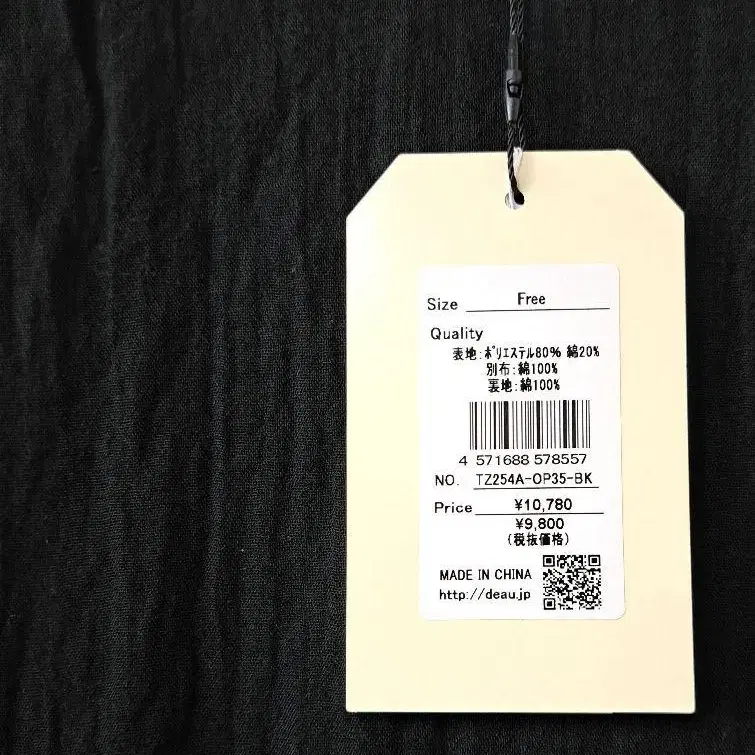 Size Free
Quality
表地:ﾎﾟﾘｴｽﾃﾙ80% 綿20%
別布:綿100%
裏地:綿100%
4 571688 578557
NO. TZ254A-OP35-BK
Price ¥10,780
¥9,800
(税抜価格)
MADE IN CHINA
http://deau.jp